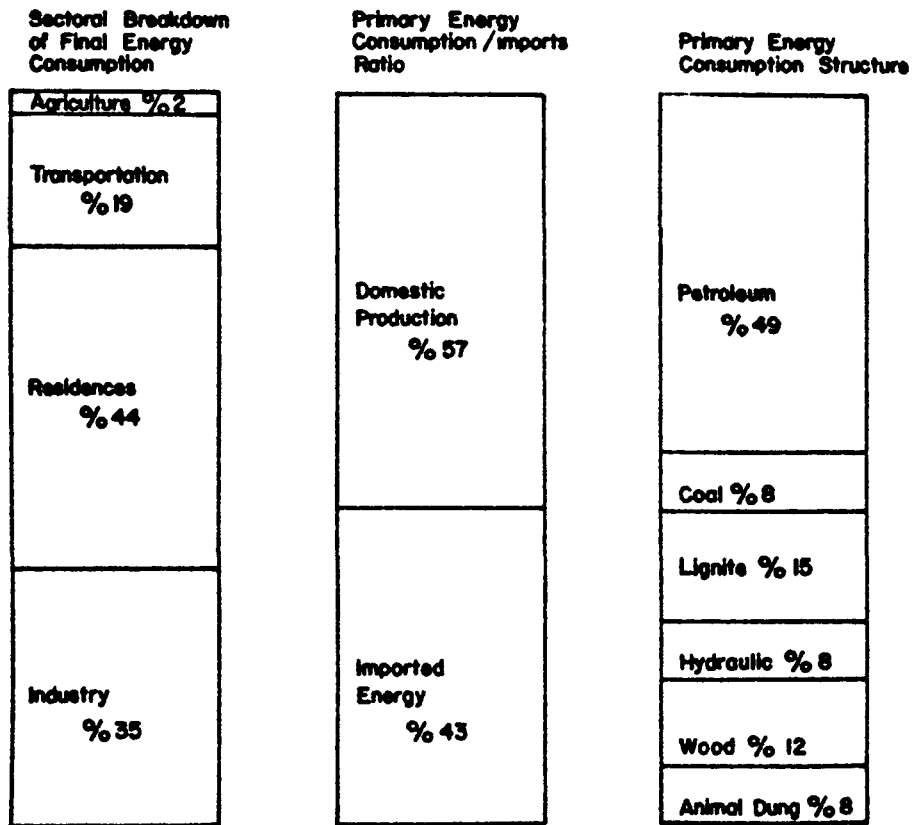 Sectoral Breakdown
of Final Energy
Consumption
Agriculture % 2
Transportation
% 19
Residences
% 44
Industry
% 35
Primary Energy
Consumption / imports
Ratio
Domestic
Production
% 57
Imported
Energy
% 43
Primary Energy
Consumption Structure
Petroleum
% 49
Coal % 8
Lignite % 15
Hydraulic % 8
Wood % 12
Animal Dung % 8